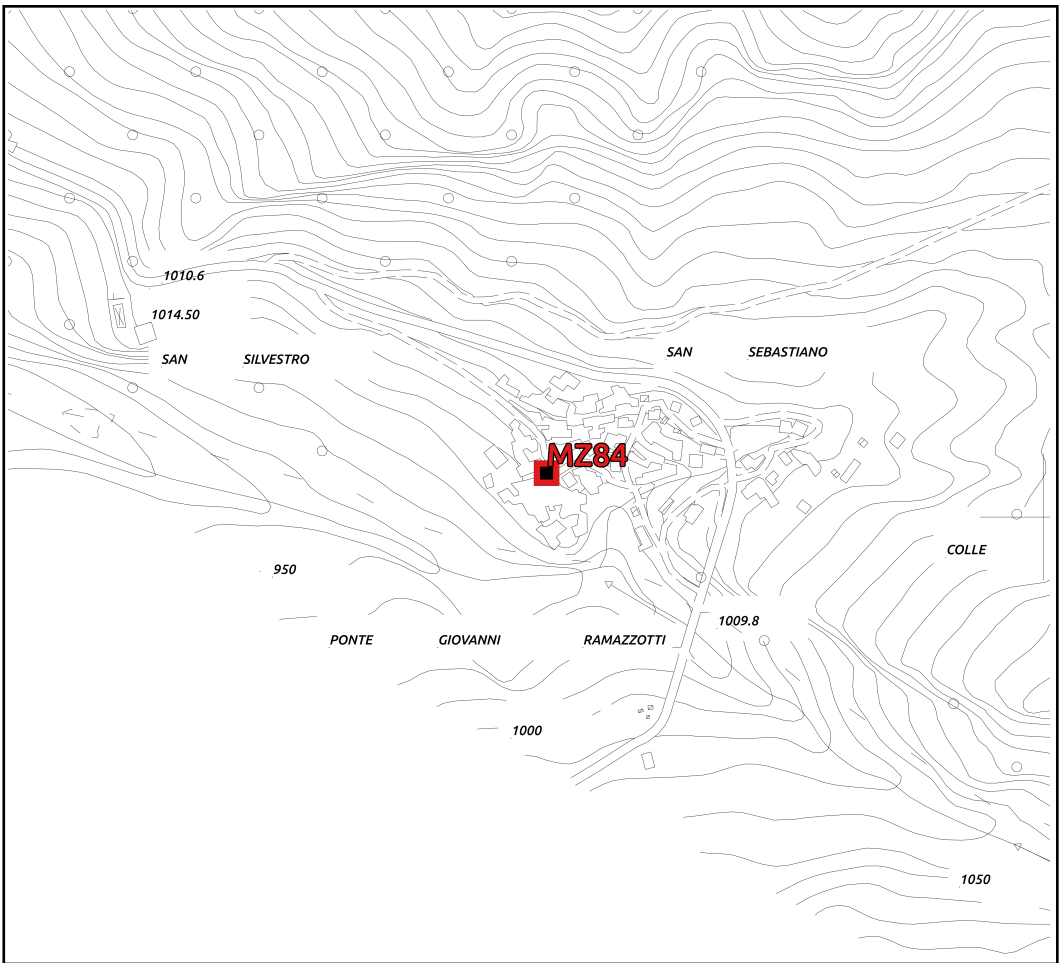 1010.6
1014.50
SAN SILVESTRO
SAN SEBASTIANO
MZ84
COLLE
950
1009.8
PONTE GIOVANNI RAMAZZOTTI
1000
1050